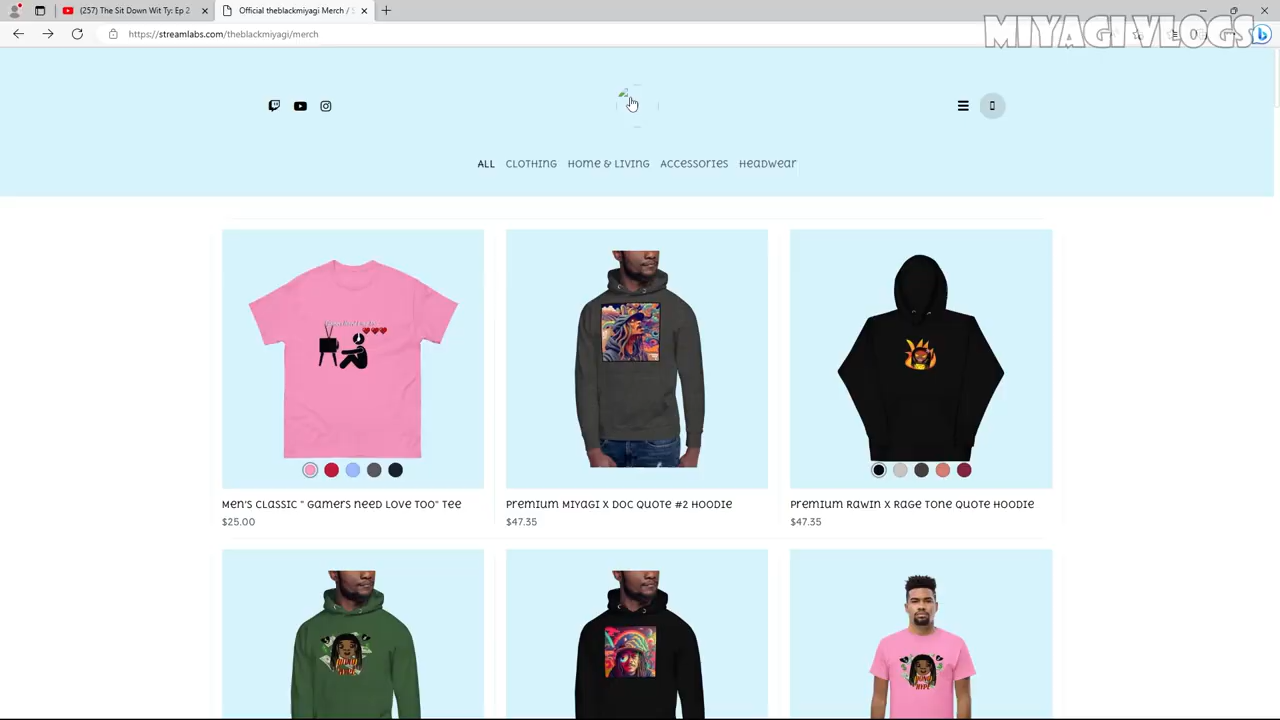 (257) The Sit Down Wit Ty: Ep 2
Official theblackmiyagi Merch / S
MIYAGI VLOGS
https://streamlabs.com/theblackmiyagi/merch
ALL CLOTHING Home & Living Accessories Headwear
Men's Classic " Gamers need Love Too" Tee
$25.00
Premium Miyagi X Doc Quote #2 Hoodie
$47.35
Premium Rawin X Rage Tone Quote Hoodie
$47.35